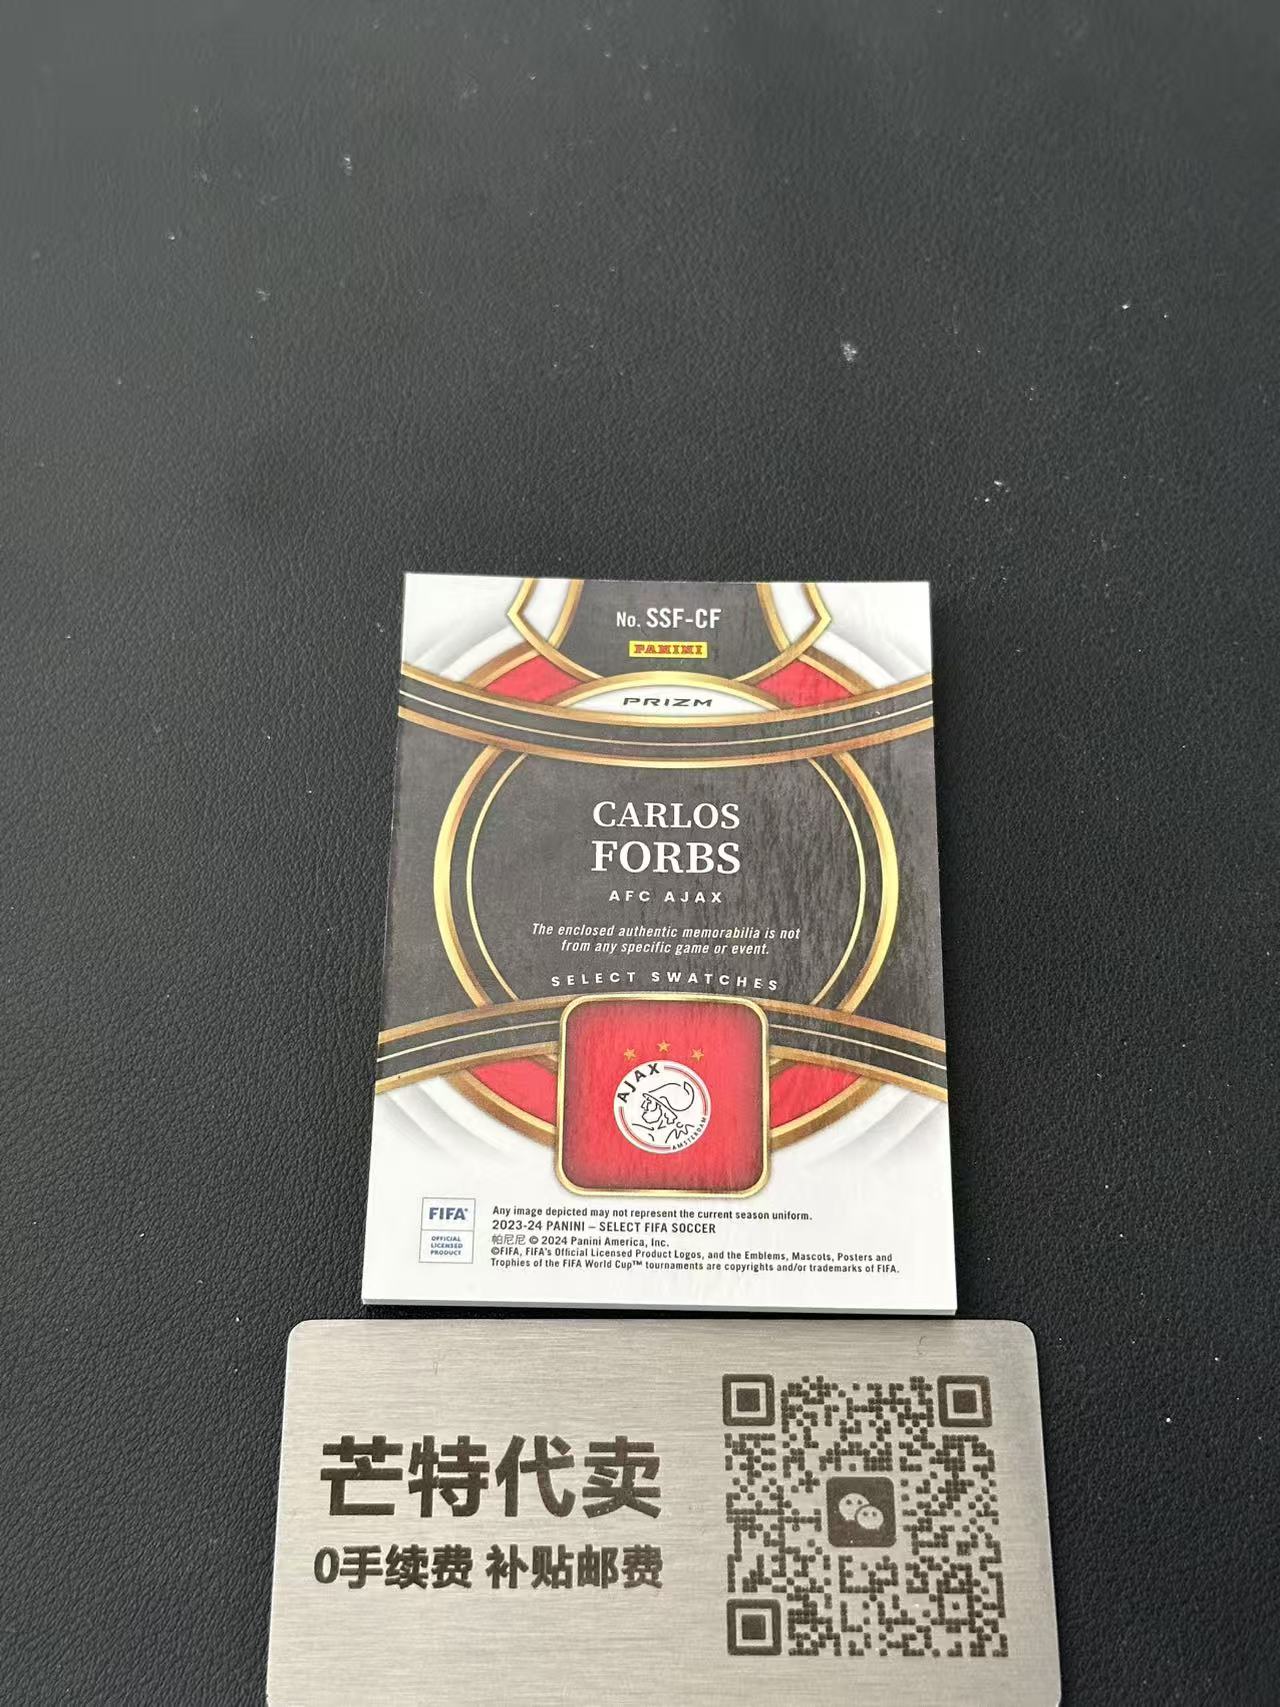 No. SSF-CF
PANINI
PRIZM
CARLOS
FORBS
AFC AJAX
The enclosed authentic memorabilia is not
from any specific game or event.
SELECT SWATCHES
AJAX
AMSTERDAM
FIFA®
OFFICIAL
LICENSED
PRODUCT
Any image depicted may not represent the current season uniform.
2023-24 PANINI – SELECT FIFA SOCCER
帕尼尼 © 2024 Panini America, Inc.
©FIFA, FIFA's Official Licensed Product Logos, and the Emblems, Mascots, Posters and
Trophies of the FIFA World Cup™ tournaments are copyrights and/or trademarks of FIFA.
芒特代卖
0手续费 补贴邮费